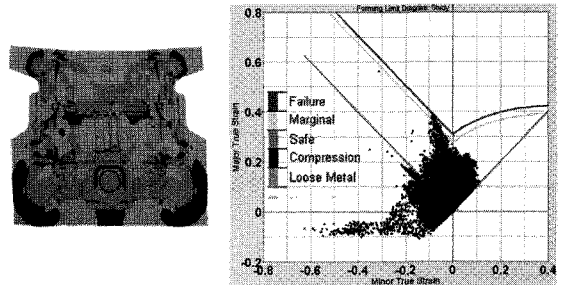 Forming Limit Diagram: Study 1
0.8
0.6
0.4
0.2
0
-0.2
Major True Strain
Failure
Marginal
Safe
Compression
Loose Metal
-0.8
-0.6
-0.4
-0.2
0
0.2
0.4
Minor True Strain